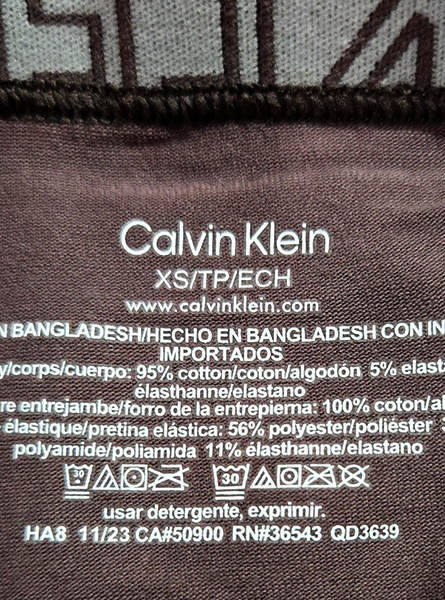 Calvin Klein
XS/TP/ECH
www.calvinklein.com
N BANGLADESH/HECHO EN BANGLADESH CON IN
IMPORTADOS
y/corps/cuerpo: 95% cotton/coton/algodón 5% elast
élasthanne/elastano
re entrejambe/forro de la entrepierna: 100% coton/al
élastique/pretina elástica: 56% polyester/poliéster 3
polyamide/poliamida 11% élasthanne/elastano
30 30
usar detergente, exprimir.
HA8 11/23 CA#50900 RN#36543 QD3639